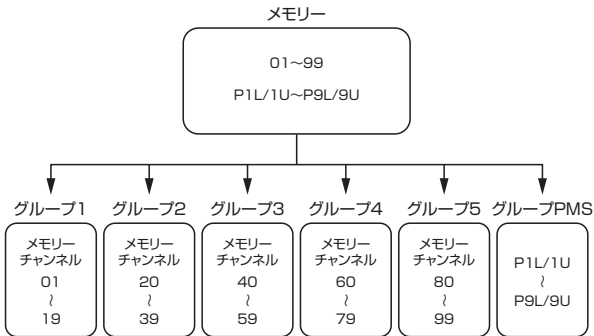 メモリー
01～99
P1L/1U～P9L/9U
グループ1
グループ2
グループ3
グループ4
グループ5
グループPMS
メモリー
チャンネル
01
～
19
メモリー
チャンネル
20
～
39
メモリー
チャンネル
40
～
59
メモリー
チャンネル
60
～
79
メモリー
チャンネル
80
～
99
P1L/1U
～
P9L/9U